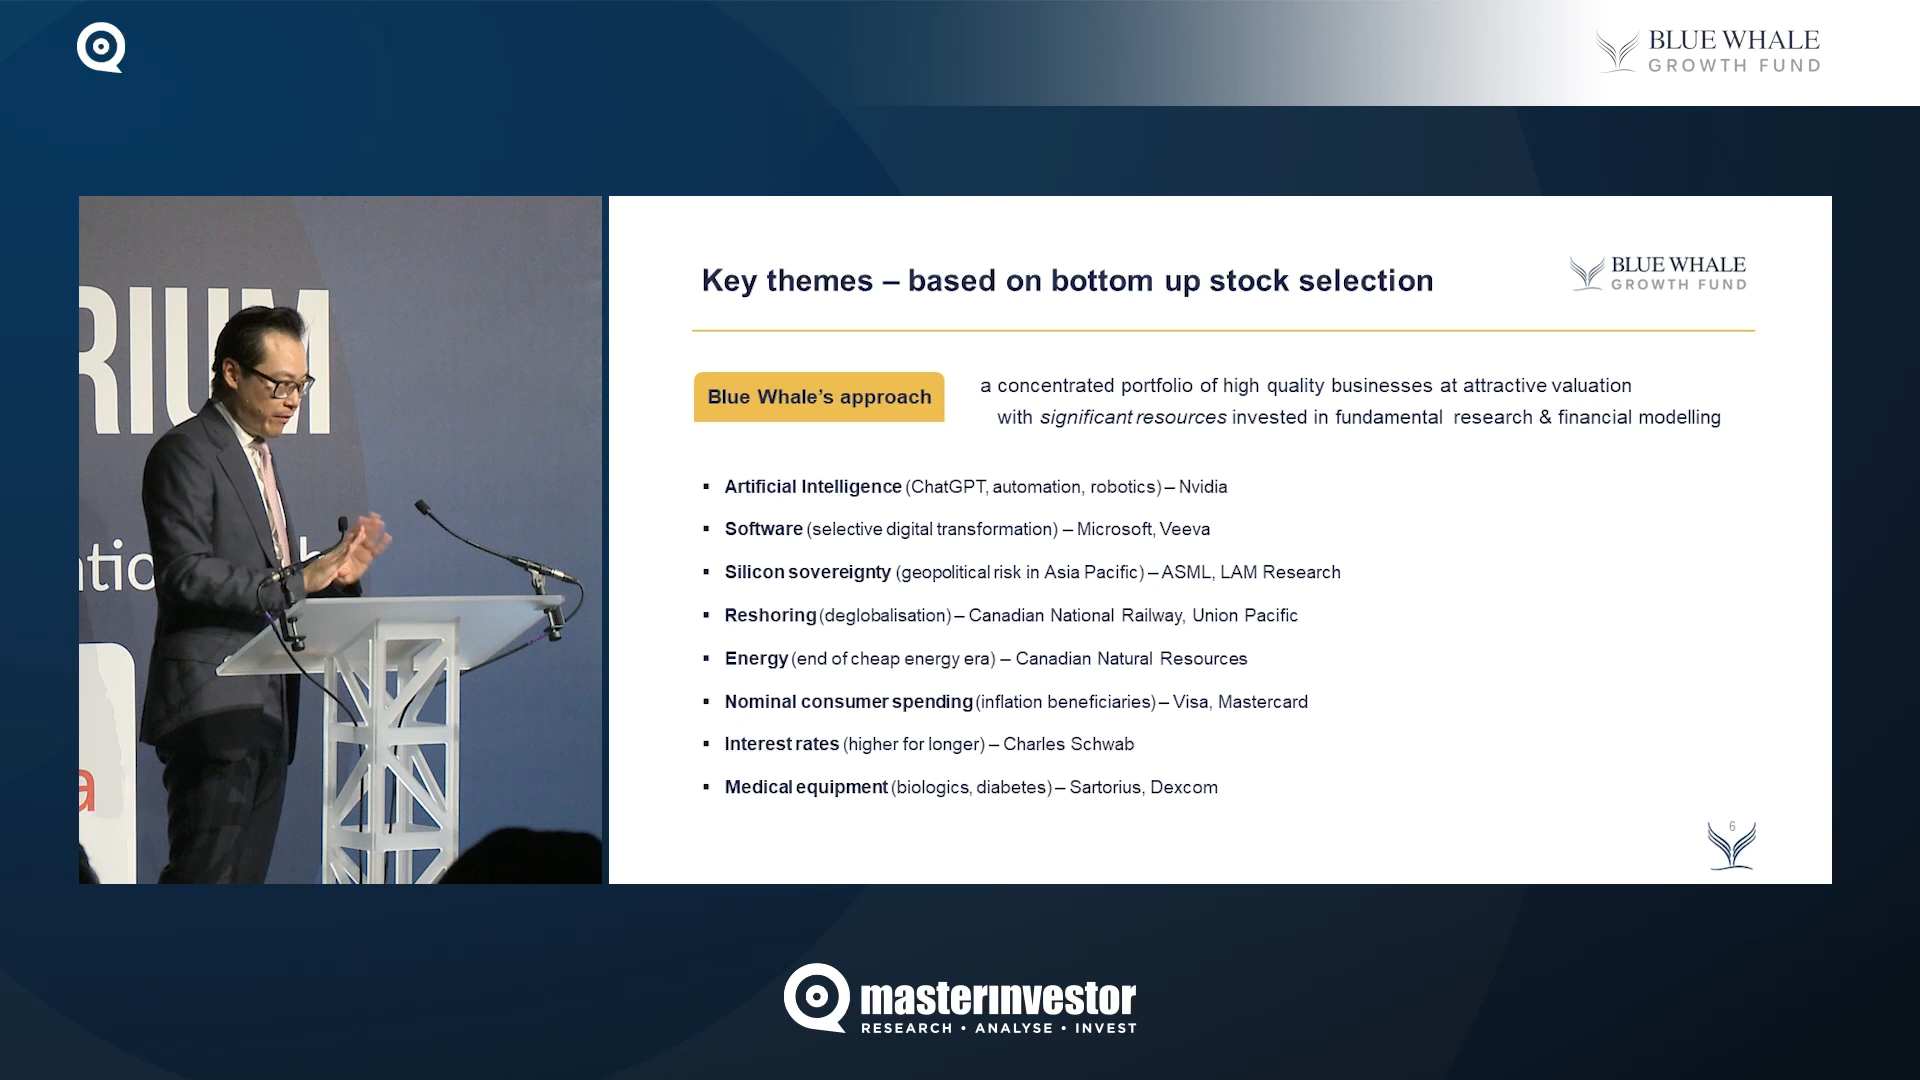 BLUE WHALE
GROWTH FUND
RIUM
Key themes – based on bottom up stock selection
BLUE WHALE
GROWTH FUND
Blue Whale’s approach
a concentrated portfolio of high quality businesses at attractive valuation
with significant resources invested in fundamental research & financial modelling
▪ Artificial Intelligence (ChatGPT, automation, robotics) – Nvidia
▪ Software (selective digital transformation) – Microsoft, Veeva
▪ Silicon sovereignty (geopolitical risk in Asia Pacific) – ASML, LAM Research
▪ Reshoring (deglobalisation) – Canadian National Railway, Union Pacific
▪ Energy (end of cheap energy era) – Canadian Natural Resources
▪ Nominal consumer spending (inflation beneficiaries) – Visa, Mastercard
▪ Interest rates (higher for longer) – Charles Schwab
▪ Medical equipment (biologics, diabetes) – Sartorius, Dexcom
6
masterinvestor
RESEARCH • ANALYSE • INVEST